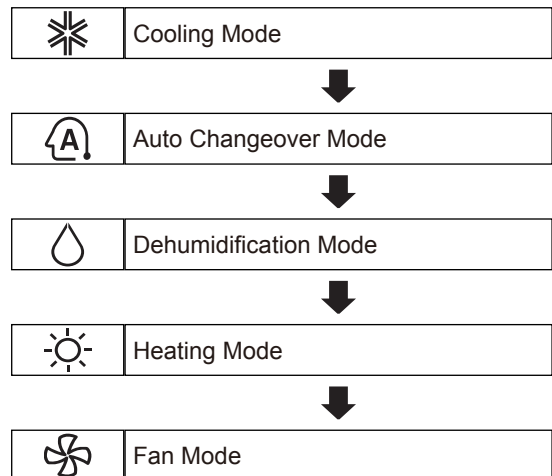 Cooling Mode
A
Auto Changeover Mode
Dehumidification Mode
Heating Mode
Fan Mode